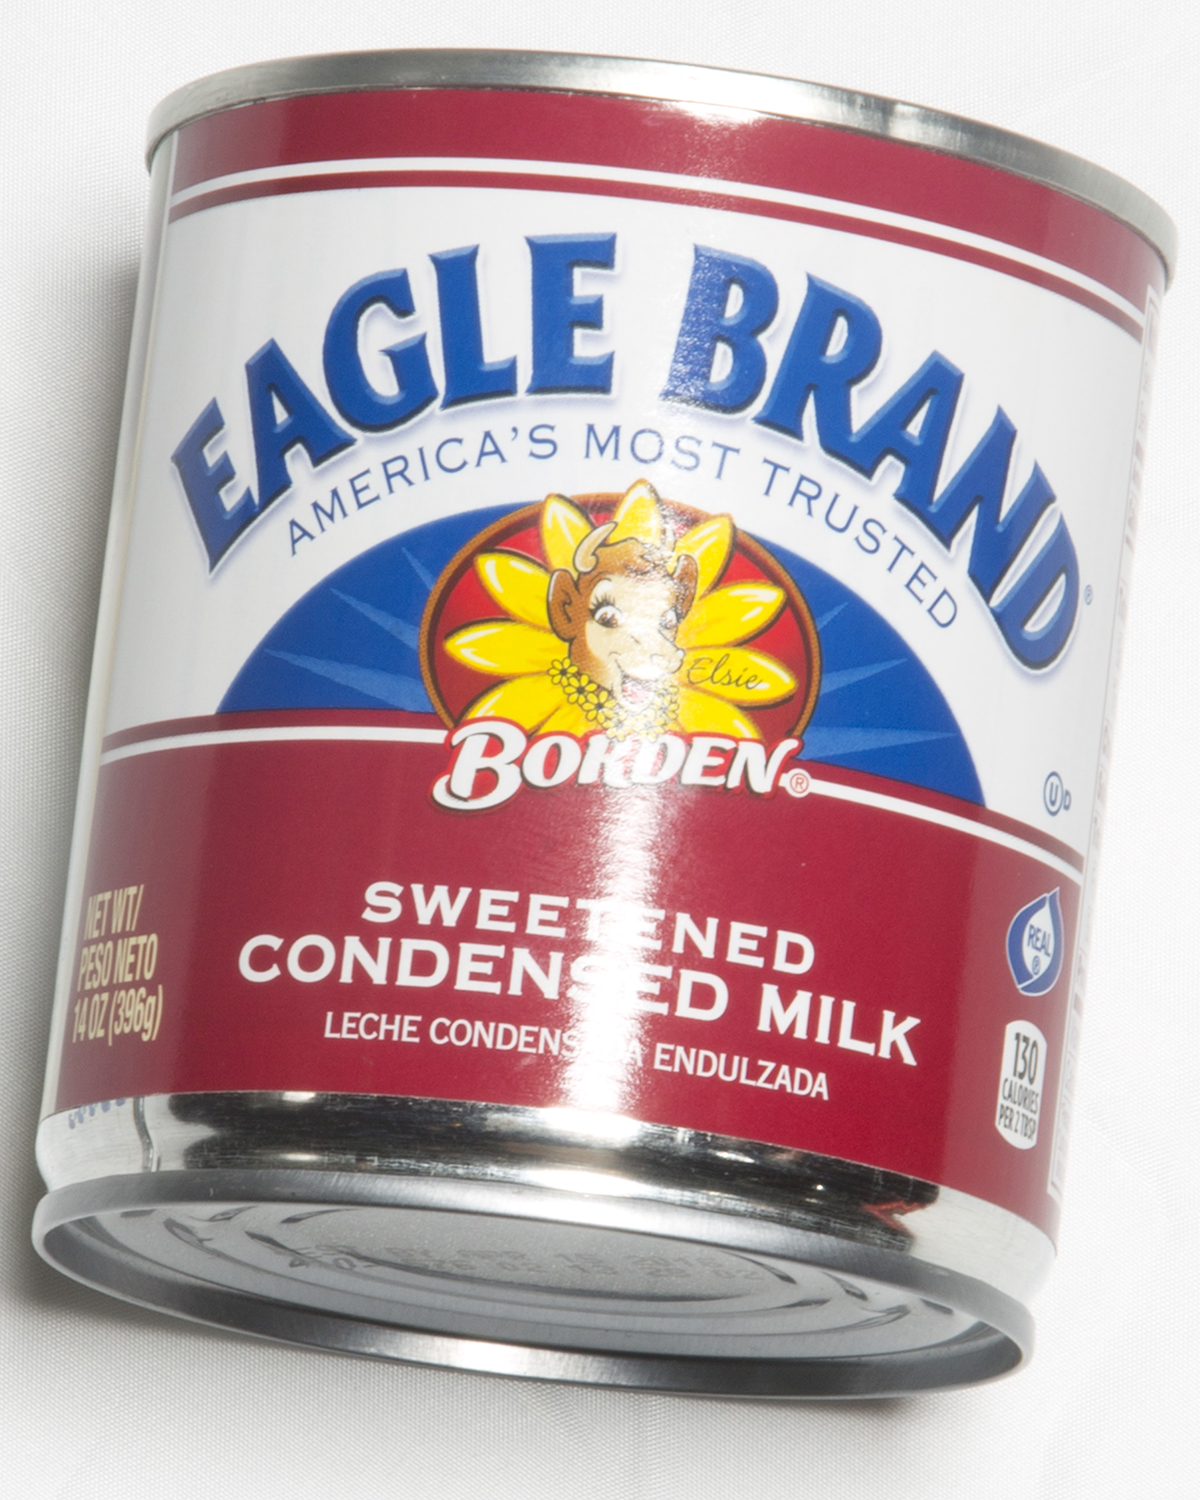 EAGLE BRAND®
AMERICA'S MOST TRUSTED
Elsie
BORDEN®
U D
SWEETENED
CONDENSED MILK
LECHE CONDENSADA ENDULZADA
NET WT/
PESO NETO
14 OZ (396g)
REAL®
130
CALORIES
PER 2 TBSP